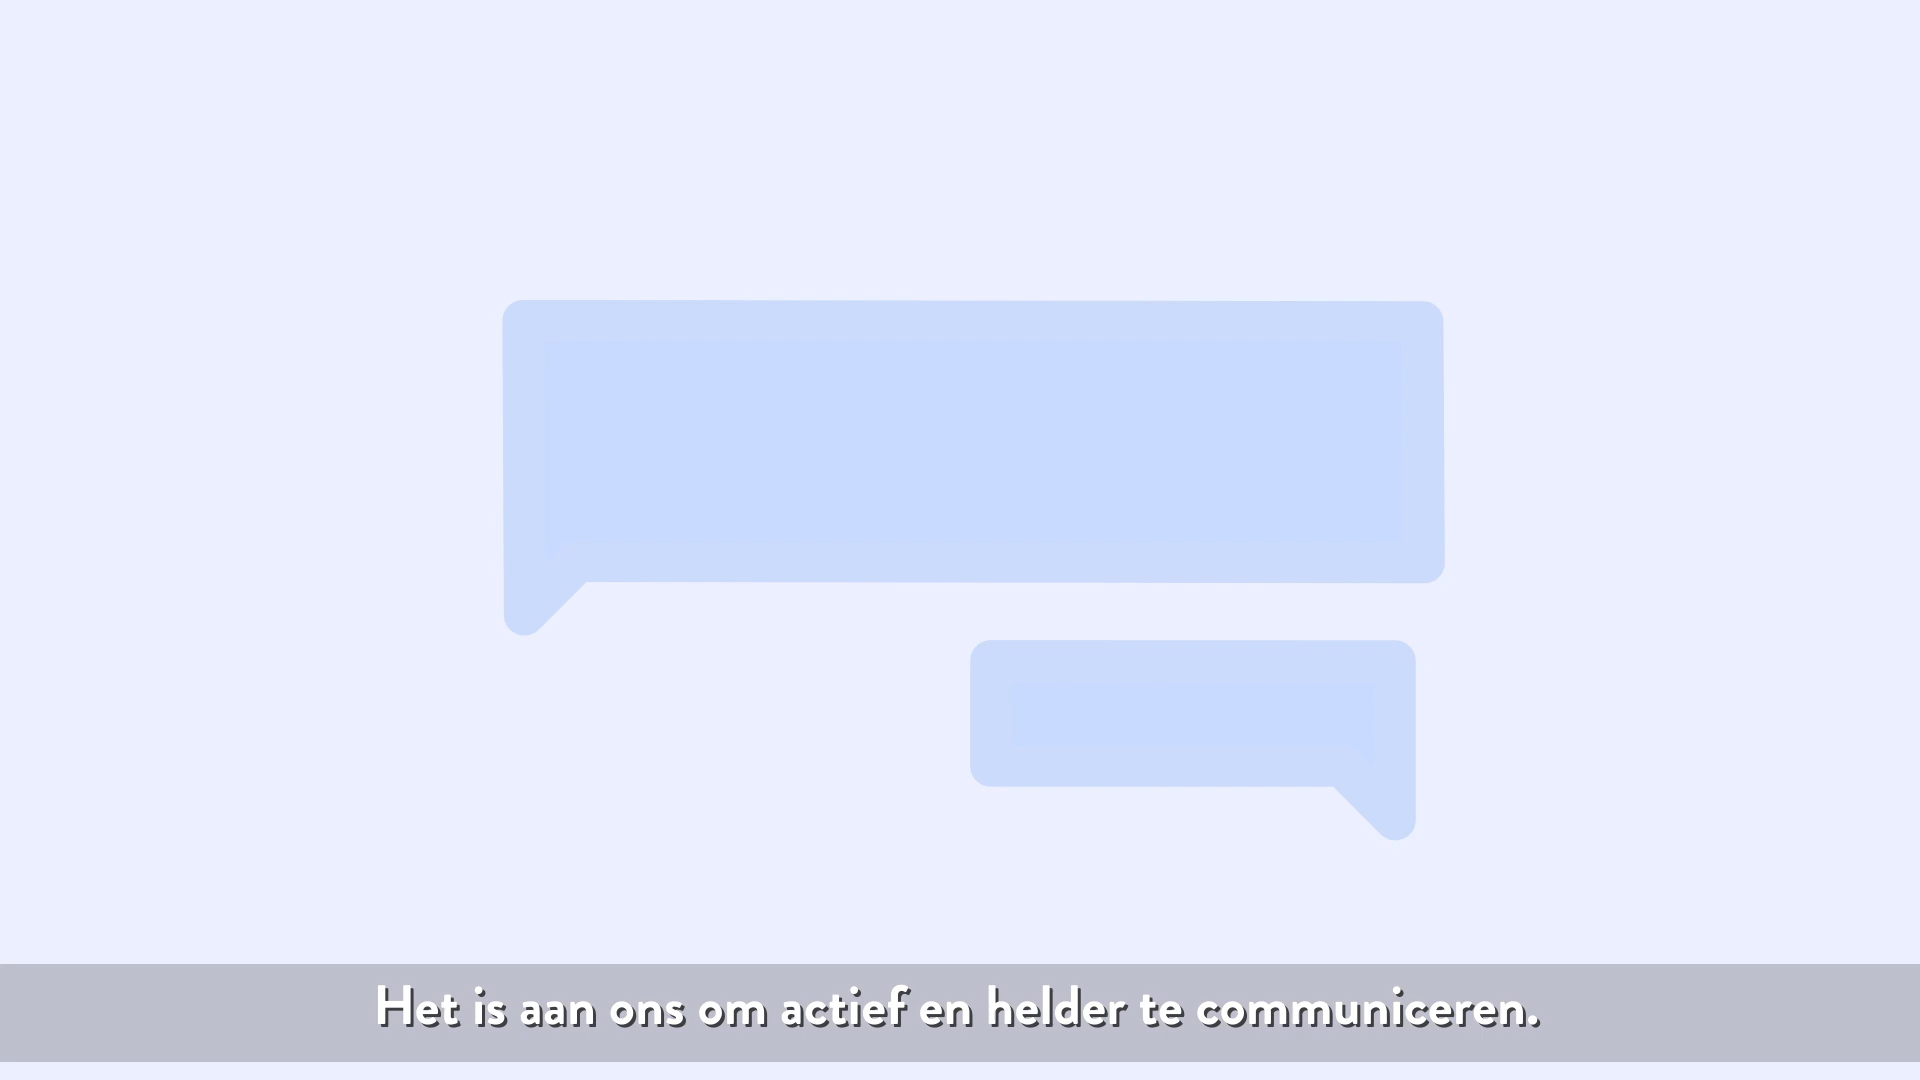 Het is aan ons om actief en helder te communiceren.